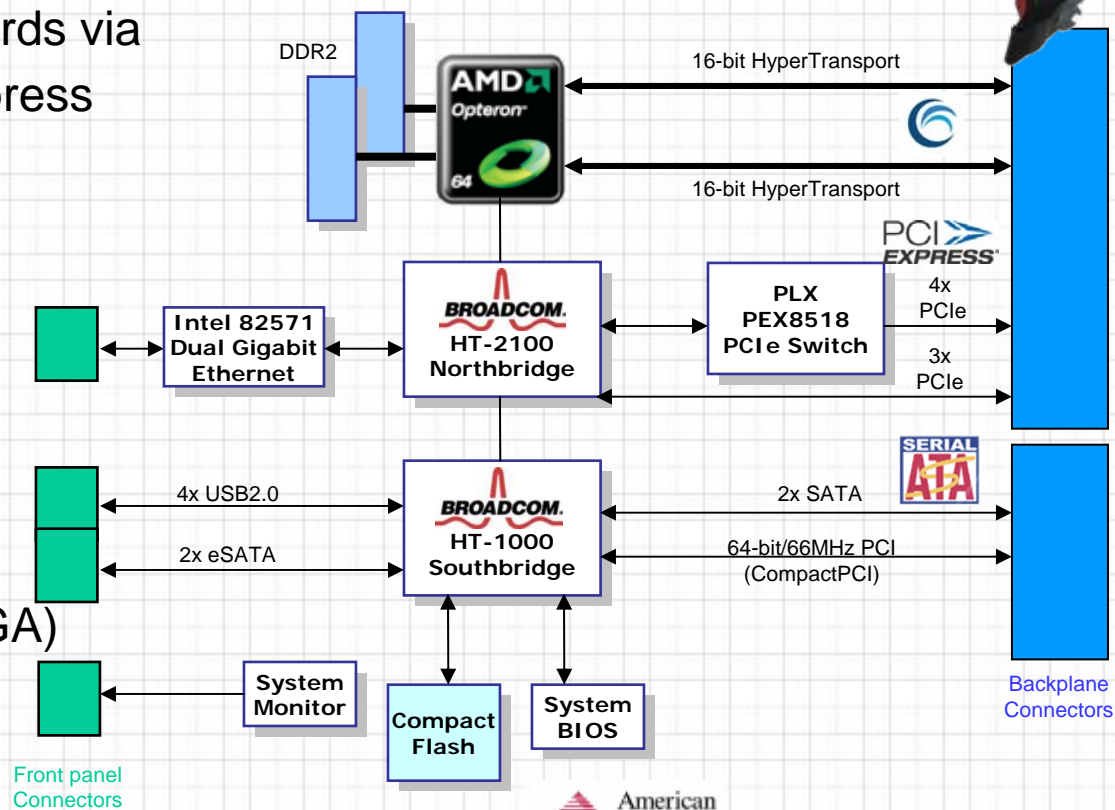 rds via
press
DDR2
AMD
Opteron
64
16-bit HyperTransport
16-bit HyperTransport
PCI
EXPRESS
BROADCOM.
HT-2100
Northbridge
PLX
PEX8518
PCIe Switch
4x
PCIe
3x
PCIe
Intel 82571
Dual Gigabit
Ethernet
SERIAL
ATA
4x USB2.0
2x eSATA
BROADCOM.
HT-1000
Southbridge
2x SATA
64-bit/66MHz PCI
(CompactPCI)
GA)
System
Monitor
Compact
Flash
System
BIOS
Backplane
Connectors
Front panel
Connectors
American